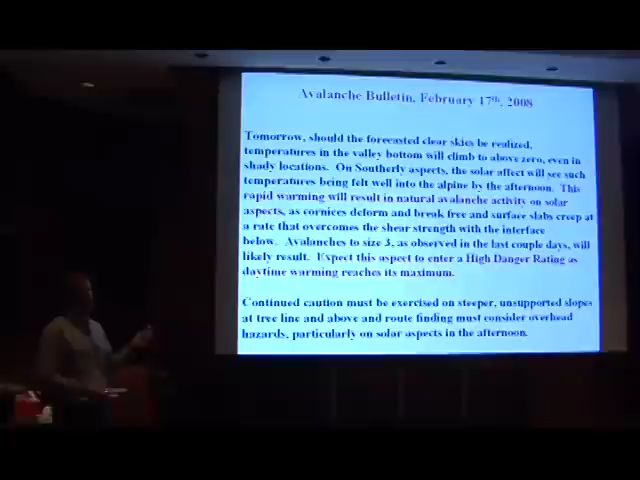 Avalanche Bulletin, February 17th, 2008
Tomorrow, should the forecasted clear skies be realized,
temperatures in the valley bottom will climb to above zero, even in
shady locations. On Southerly aspects, the solar affect will see such
temperatures being felt well into the alpine by the afternoon. This
rapid warming will result in natural avalanche activity on solar
aspects, as cornices deform and break free and surface slabs creep at
a rate that overcomes the shear strength with the interface
below. Avalanches to size 3, as observed in the last couple days, will
likely result. Expect this aspect to enter a High Danger Rating as
daytime warming reaches its maximum.
Continued caution must be exercised on steeper, unsupported slopes
at tree line and above and route finding must consider overhead
hazards, particularly on solar aspects in the afternoon.